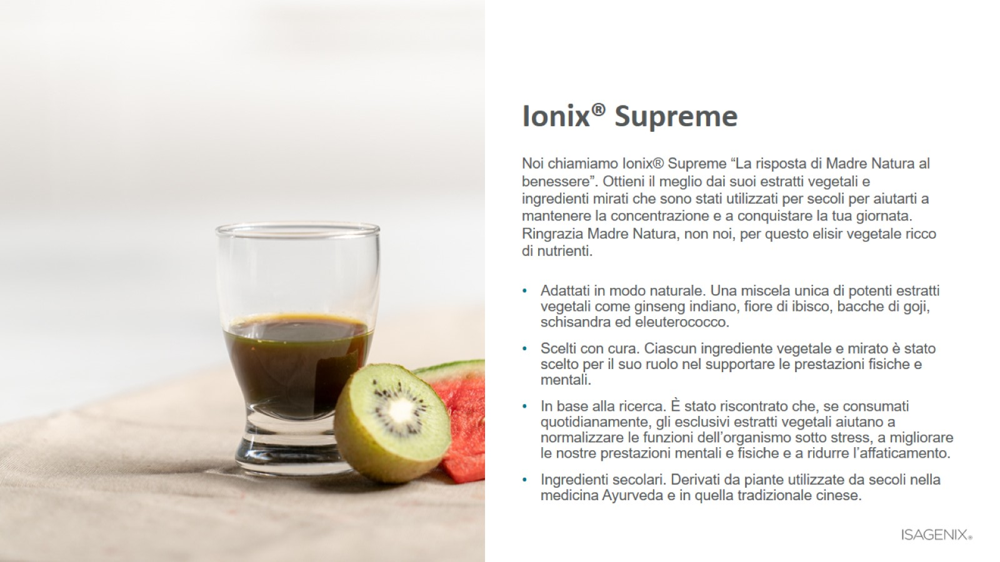 Ionix® Supreme
Noi chiamiamo Ionix® Supreme “La risposta di Madre Natura al
benessere”. Ottieni il meglio dai suoi estratti vegetali e
ingredienti mirati che sono stati utilizzati per secoli per aiutarti a
mantenere la concentrazione e a conquistare la tua giornata.
Ringrazia Madre Natura, non noi, per questo elisir vegetale ricco
di nutrienti.
• Adattati in modo naturale. Una miscela unica di potenti estratti
vegetali come ginseng indiano, fiore di ibisco, bacche di goji,
schisandra ed eleuterococco.
• Scelti con cura. Ciascun ingrediente vegetale e mirato è stato
scelto per il suo ruolo nel supportare le prestazioni fisiche e
mentali.
• In base alla ricerca. È stato riscontrato che, se consumati
quotidianamente, gli esclusivi estratti vegetali aiutano a
normalizzare le funzioni dell’organismo sotto stress, a migliorare
le nostre prestazioni mentali e fisiche e a ridurre l’affaticamento.
• Ingredienti secolari. Derivati da piante utilizzate da secoli nella
medicina Ayurveda e in quella tradizionale cinese.
ISAGENIX®